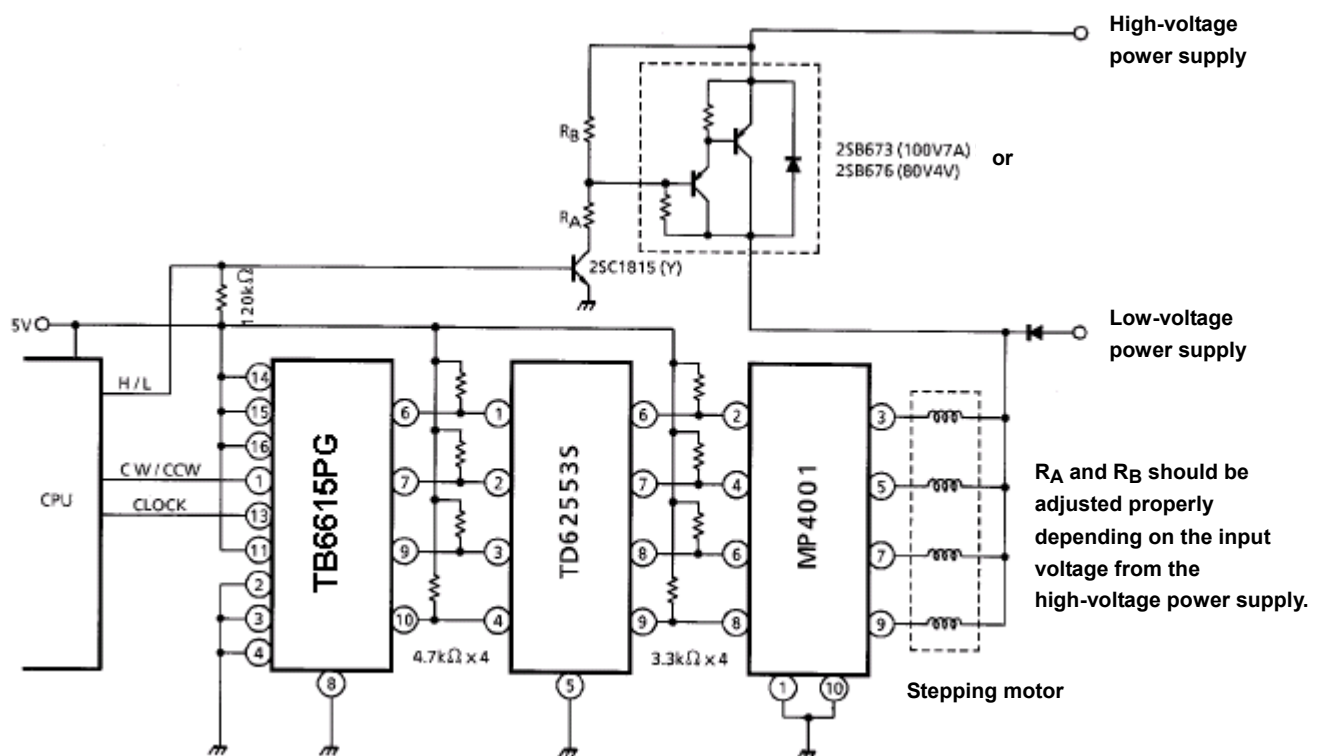 High-voltage
power supply
RB
2SB673 (100V7A) or
2SB676 (80V4V)
RA
2SC1815 (Y)
120kΩ
5V
Low-voltage
power supply
H/L
CW/CCW
CLOCK
CPU
14
15
16
1
13
11
2
3
4
TB6615PG
6
7
9
10
8
4.7kΩ×4
1
2
3
4
TD62553S
6
7
8
9
5
3.3kΩ×4
2
4
6
8
MP4001
3
5
7
9
1
10
Stepping motor
RA and RB should be
adjusted properly
depending on the input
voltage from the
high-voltage power supply.